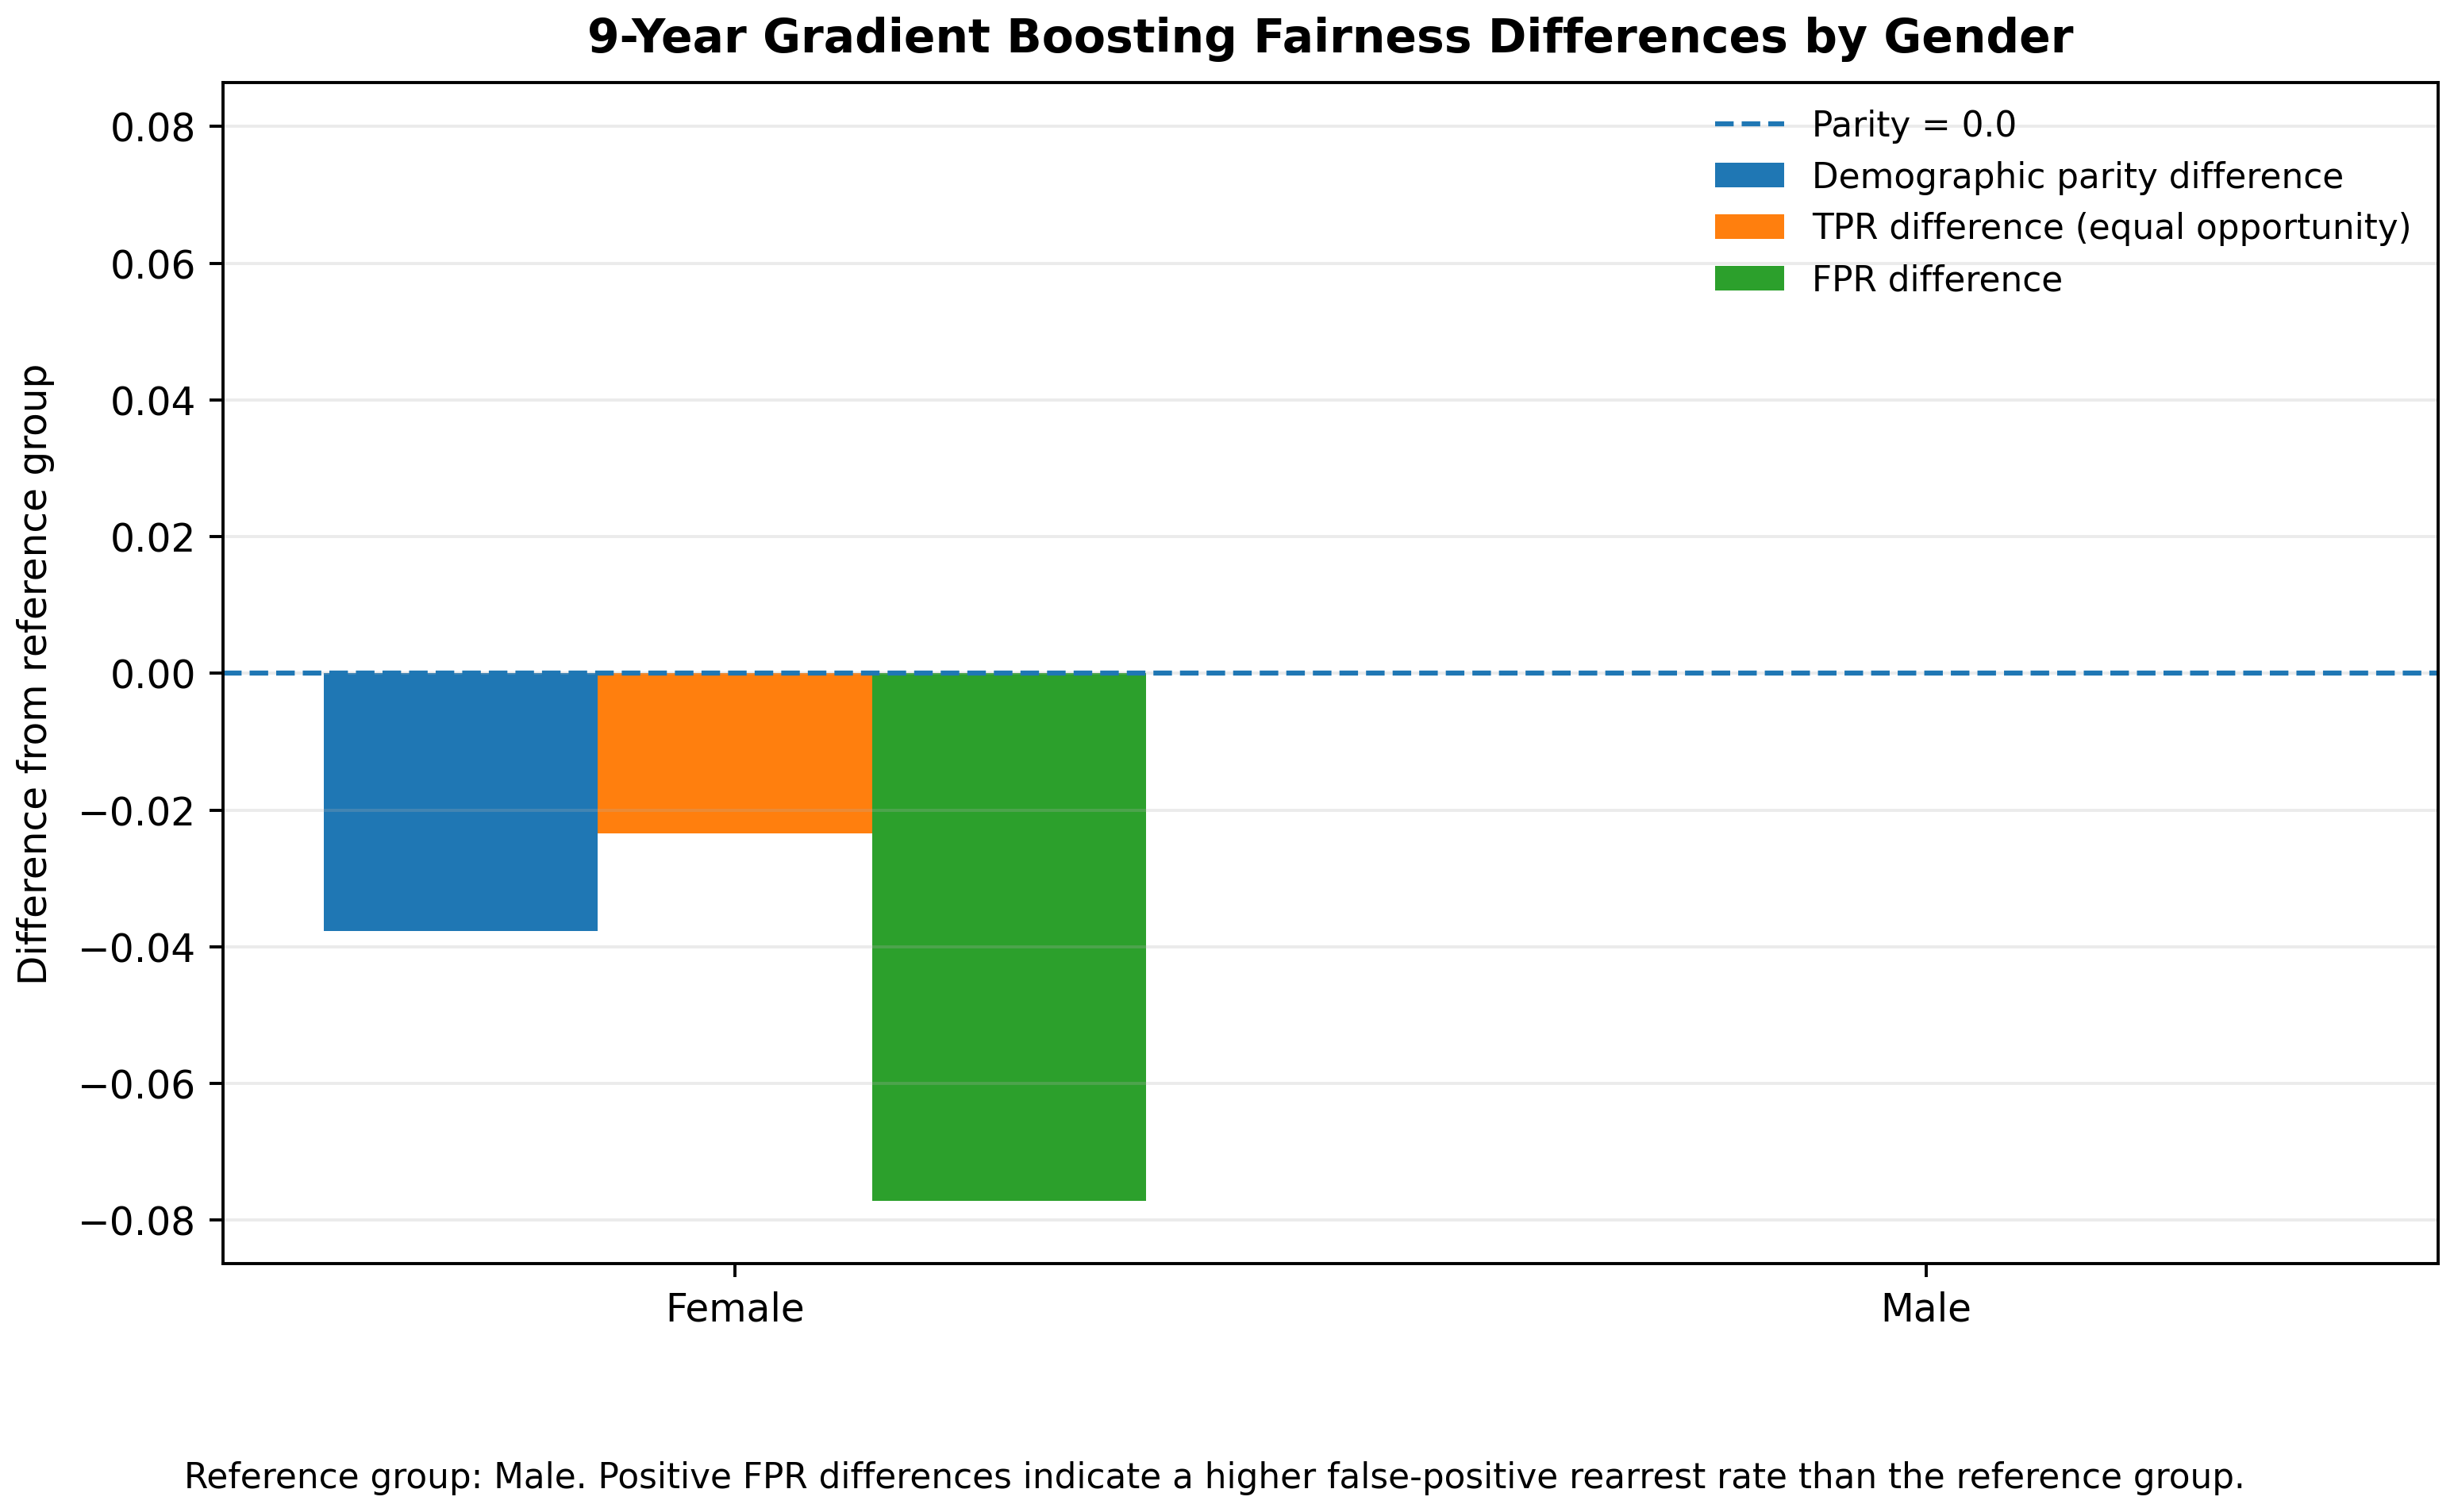 9-Year Gradient Boosting Fairness Differences by Gender
Parity = 0.0
Demographic parity difference
TPR difference (equal opportunity)
FPR difference
Difference from reference group
0.08
0.06
0.04
0.02
0.00
−0.02
−0.04
−0.06
−0.08
Female
Male
Reference group: Male. Positive FPR differences indicate a higher false-positive rearrest rate than the reference group.